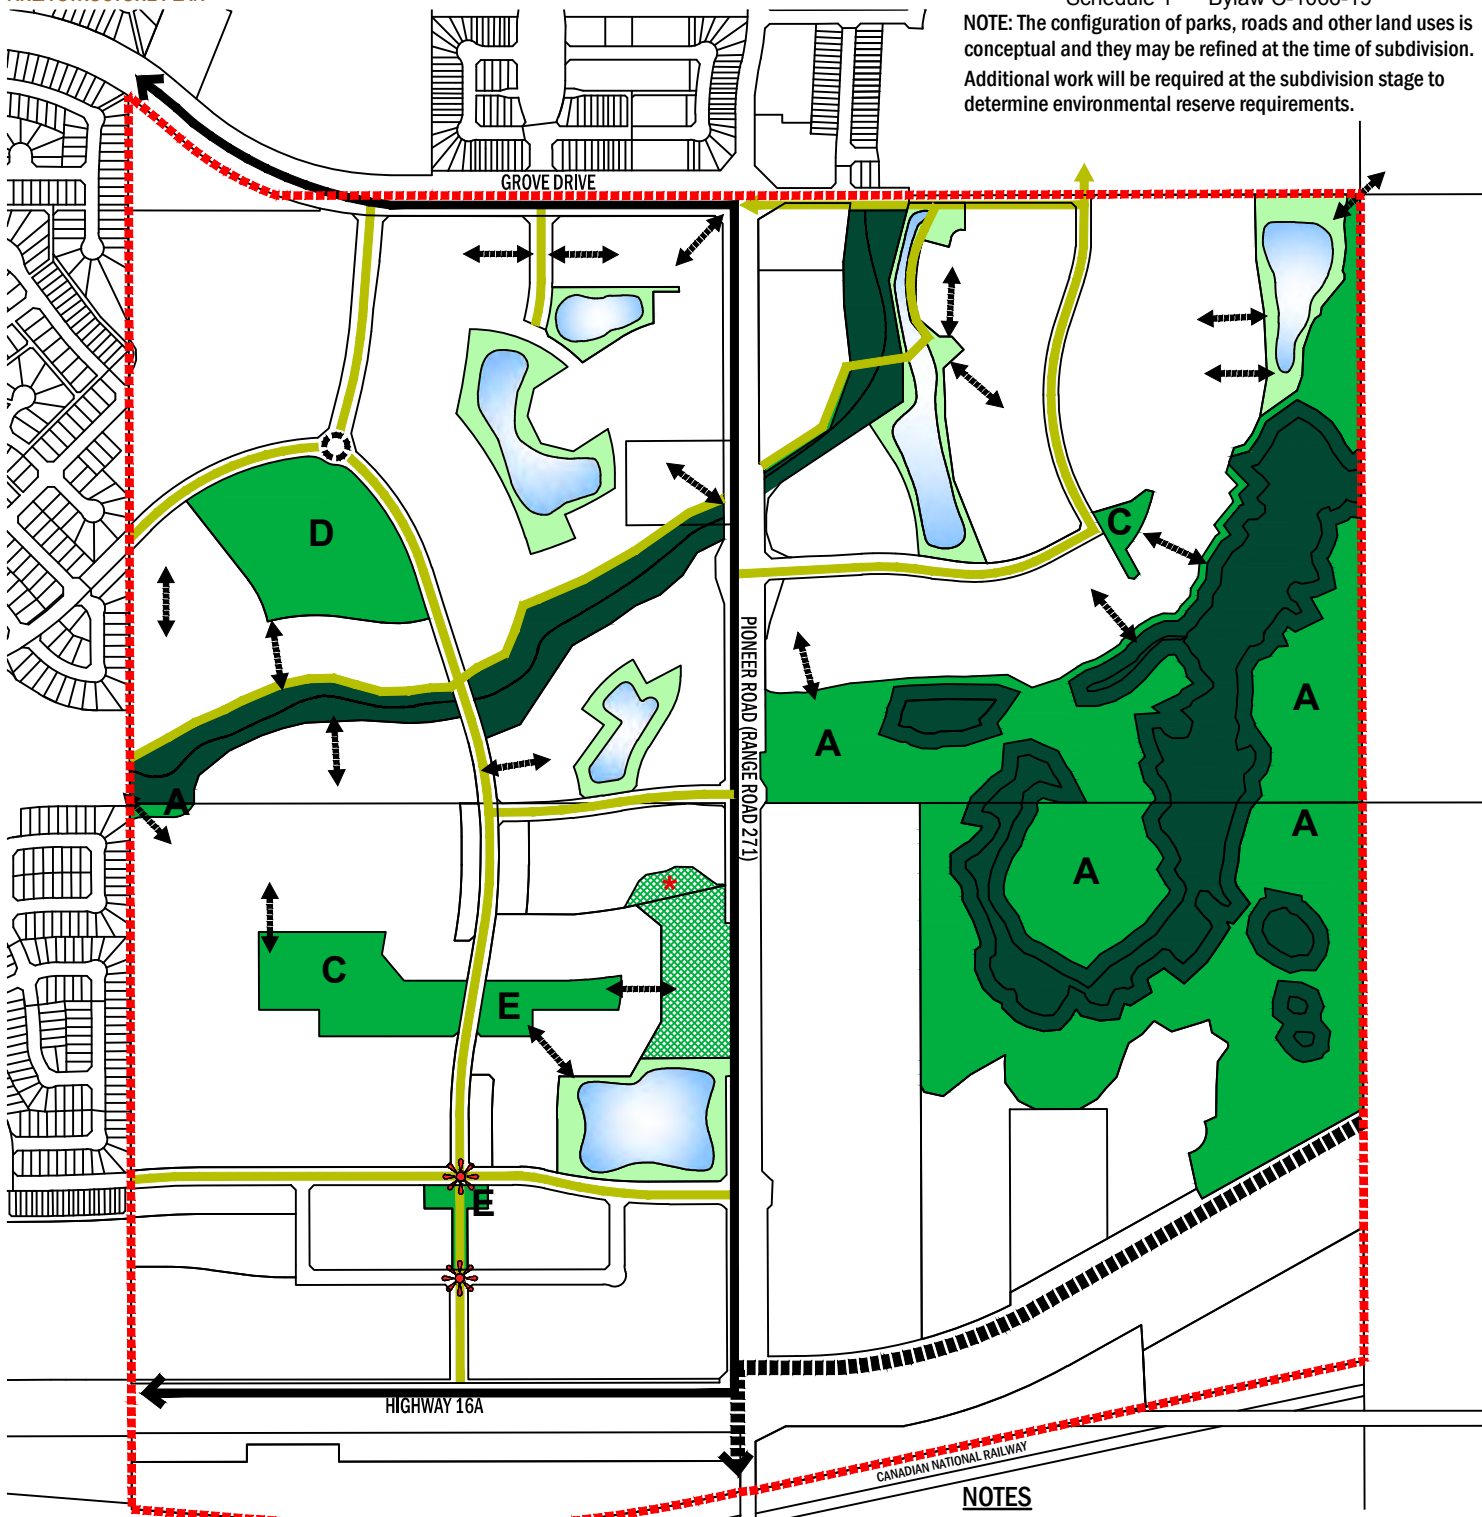 NOTE: The configuration of parks, roads and other land uses is
conceptual and they may be refined at the time of subdivision.
Additional work will be required at the subdivision stage to
determine environmental reserve requirements.
GROVE DRIVE
D
C
PIONEER ROAD (RANGE ROAD 271)
A
A
A
A
A
C
E
E
HIGHWAY 16A
CANADIAN NATIONAL RAILWAY
NOTES